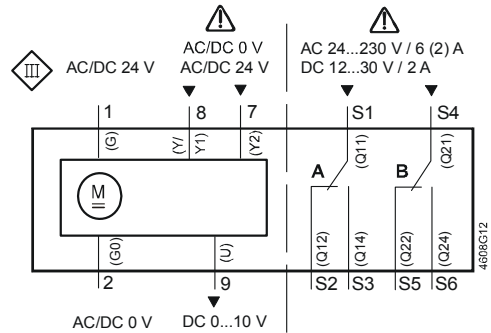 AC/DC 0 V
AC 24...230 V / 6 (2) A
III
AC/DC 24 V
AC/DC 24 V
DC 12...30 V / 2 A
1
8
7
S1
S4
(G)
(Y/
Y1)
(Y2)
(Q11)
(Q21)
A
B
M
(G0)
(U)
(Q12)
(Q14)
(Q22)
(Q24)
4608G12
2
9
S2
S3
S5
S6
AC/DC 0 V
DC 0...10 V